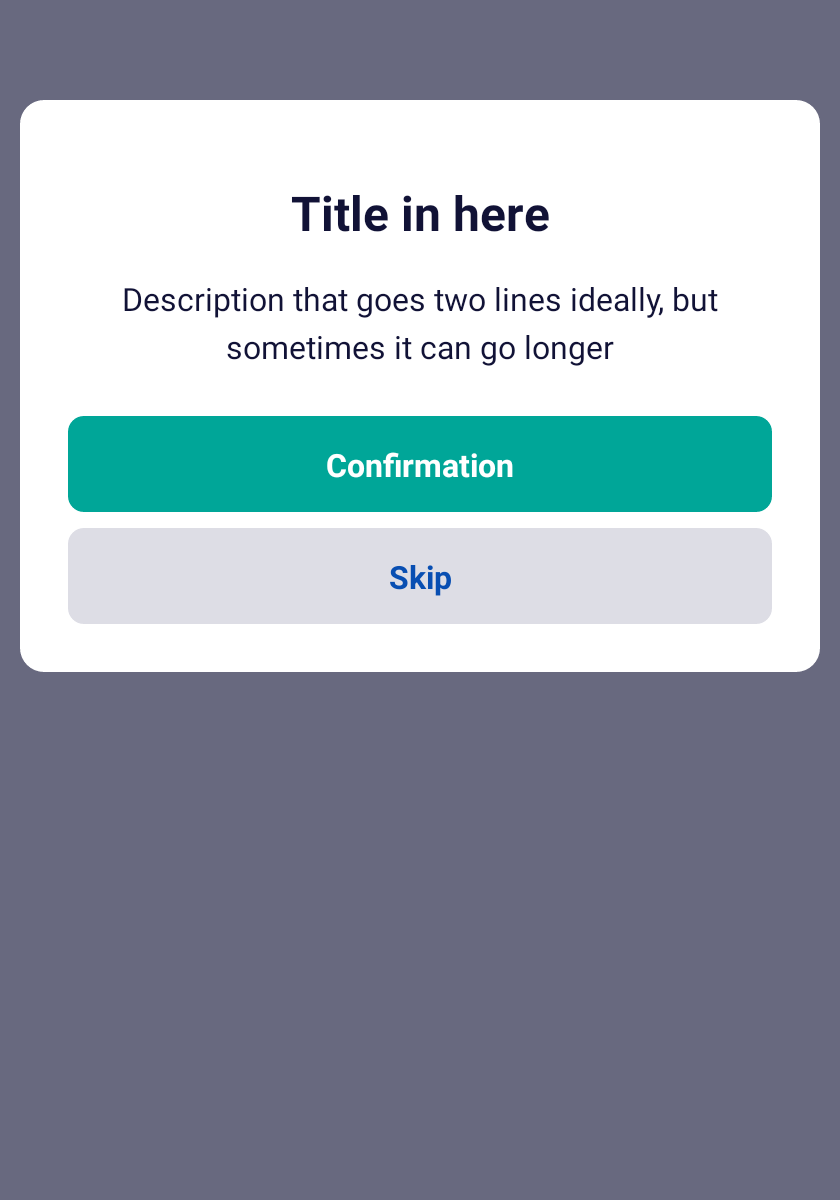 Title in here
Description that goes two lines ideally, but
sometimes it can go longer
Confirmation
Skip